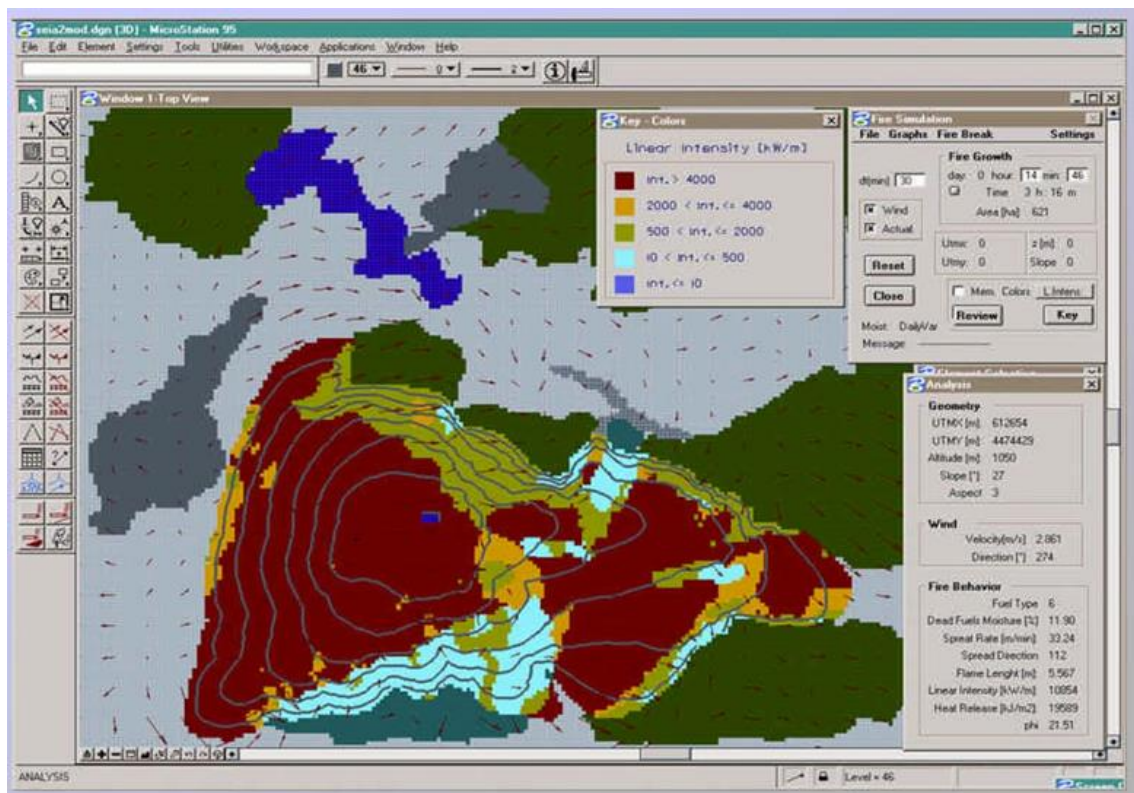 seia2mod.dgn (3D) - MicroStation 95
File Edit Element Settings Tools Utilities Workspace Applications Window Help
46 0 2
Window 1-Top View
Key - Colors
Linear Intensity [kW/m]
int.> 4000
2000 < int.<= 4000
500 < int.<= 2000
10 < int.<= 500
int.<= 10
Fire Simulation
File Graphs Fire Break Settings
Fire Growth
dt(min) 30
day: 0 hour: 14 min: 46
Time 3 h: 16 m
Area [ha] 621
Wind
Actual
Utmx: 0 z [m]: 0
Utmy: 0 Slope 0
Reset
Close
Mem. Colors L.Intens.
Review Key
Moist. DailyVar
Message
Analysis
Geometry
UTMX [m]: 612654
UTMY [m]: 4474429
Altitude [m]: 1050
Slope [°]: 27
Aspect 3
Wind
Velocity[m/s] 2.861
Direction [°] 274
Fire Behavior
Fuel Type 6
Dead Fuels Moisture [%] 11.90
Spreat Rate [m/min]: 33.24
Spread Direction 112
Flame Lenght [m]: 5.567
Linear Intensity [kW/m] 10054
Heat Release [kJ/m2]: 19589
phi 21.51
ANALYSIS
Level = 46